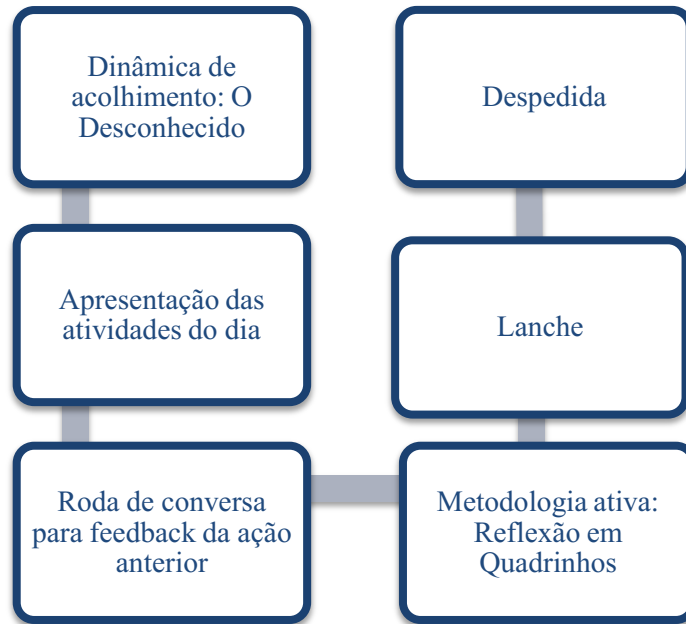 Dinâmica de
acolhimento: O
Desconhecido
Apresentação das
atividades do dia
Roda de conversa
para feedback da ação
anterior
Metodologia ativa:
Reflexão em
Quadrinhos
Lanche
Despedida